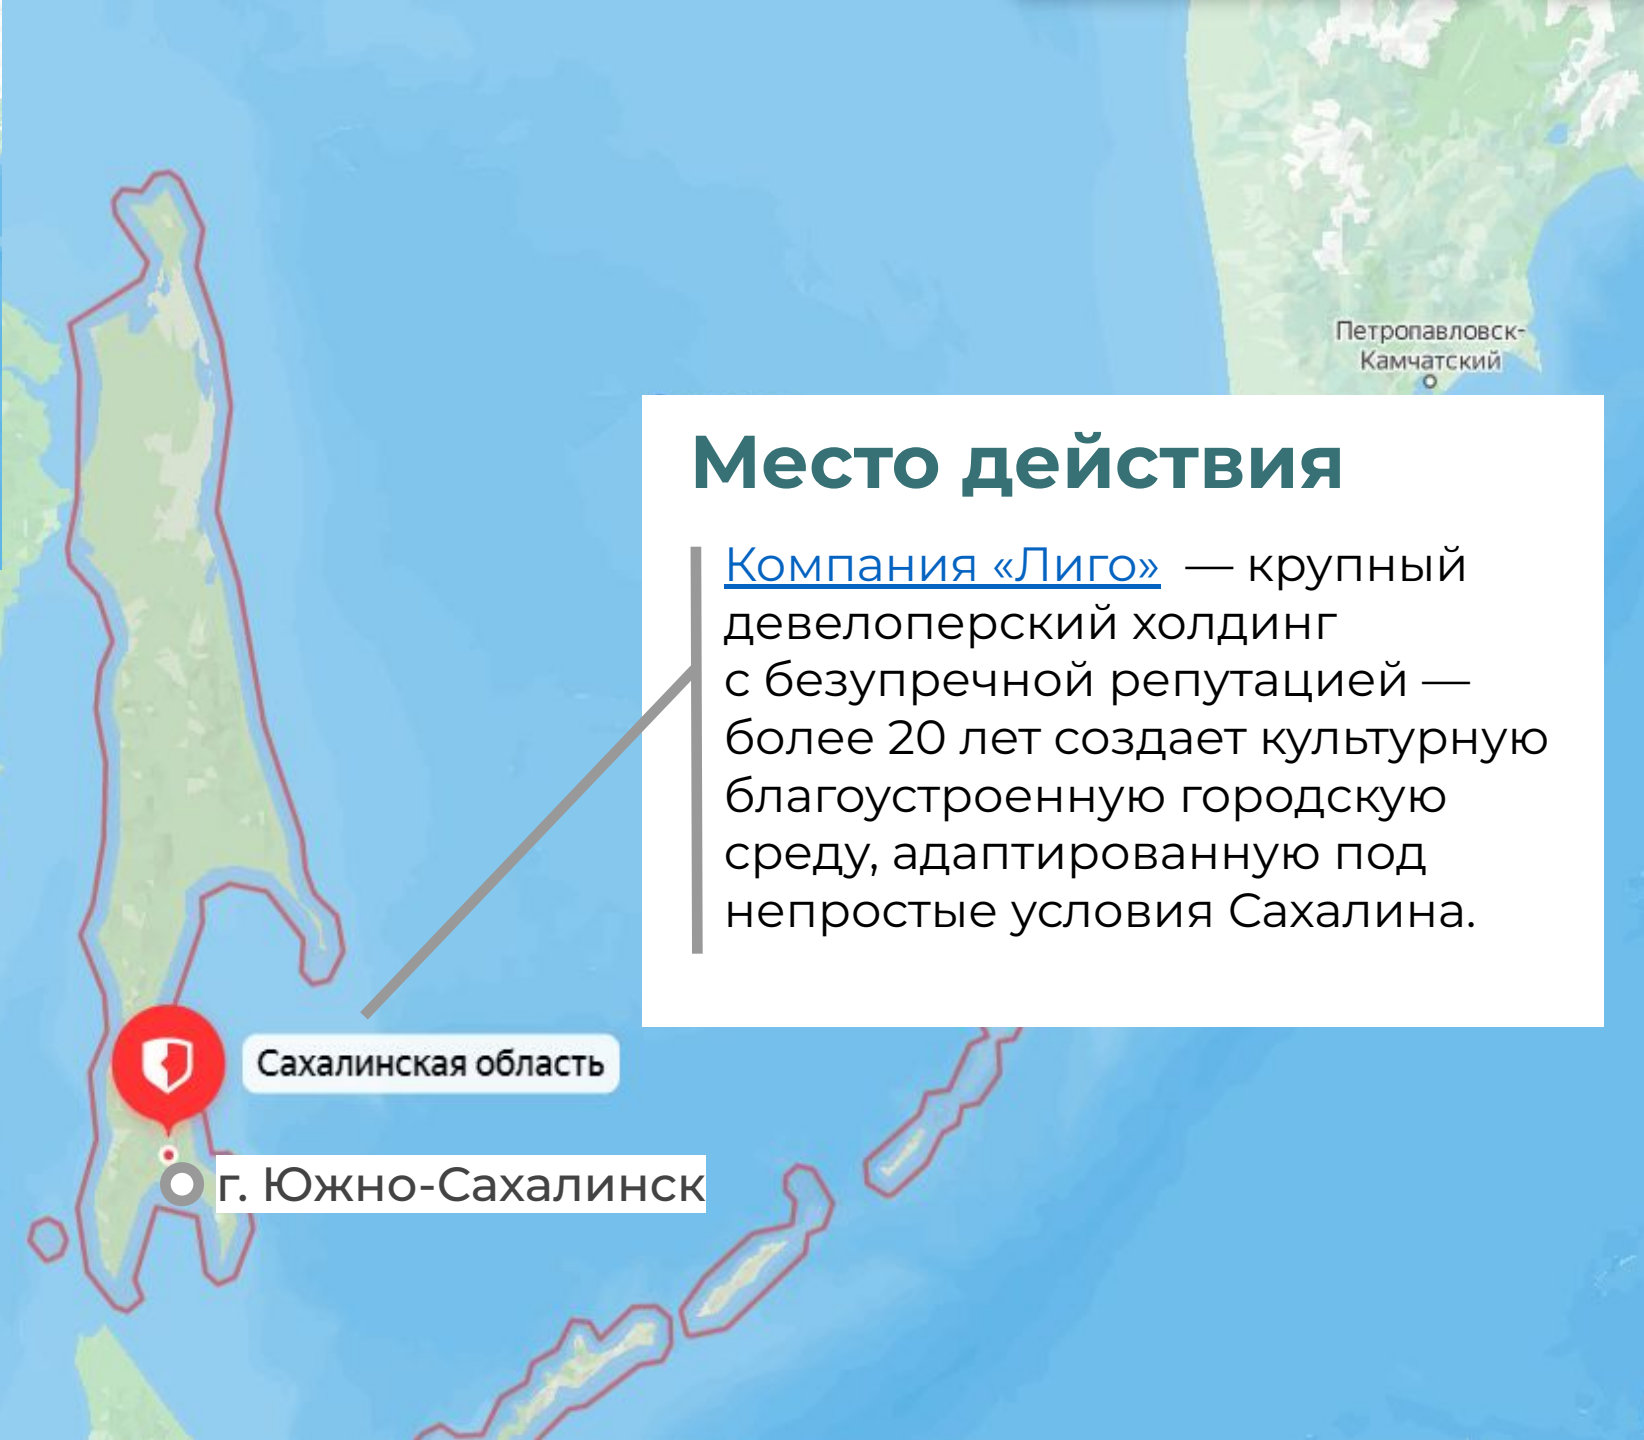 Петропавловск-
Камчатский
Место действия
Компания «Лиго» — крупный
девелоперский холдинг
с безупречной репутацией —
более 20 лет создает культурную
благоустроенную городскую
среду, адаптированную под
непростые условия Сахалина.
Сахалинская область
г. Южно-Сахалинск